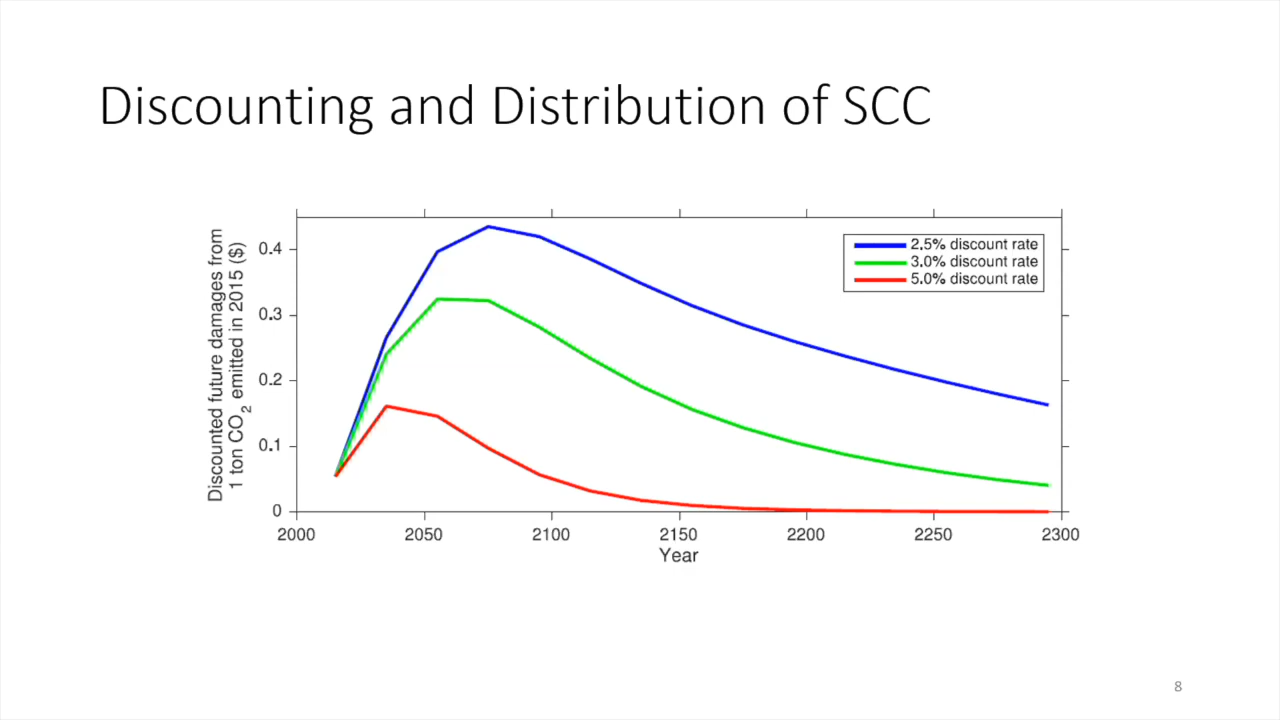 Discounting and Distribution of SCC
Discounted future damages from
1 ton CO2 emitted in 2015 ($)
0.4
0.3
0.2
0.1
0
2.5% discount rate
3.0% discount rate
5.0% discount rate
2000 2050 2100 2150 2200 2250 2300
Year
8